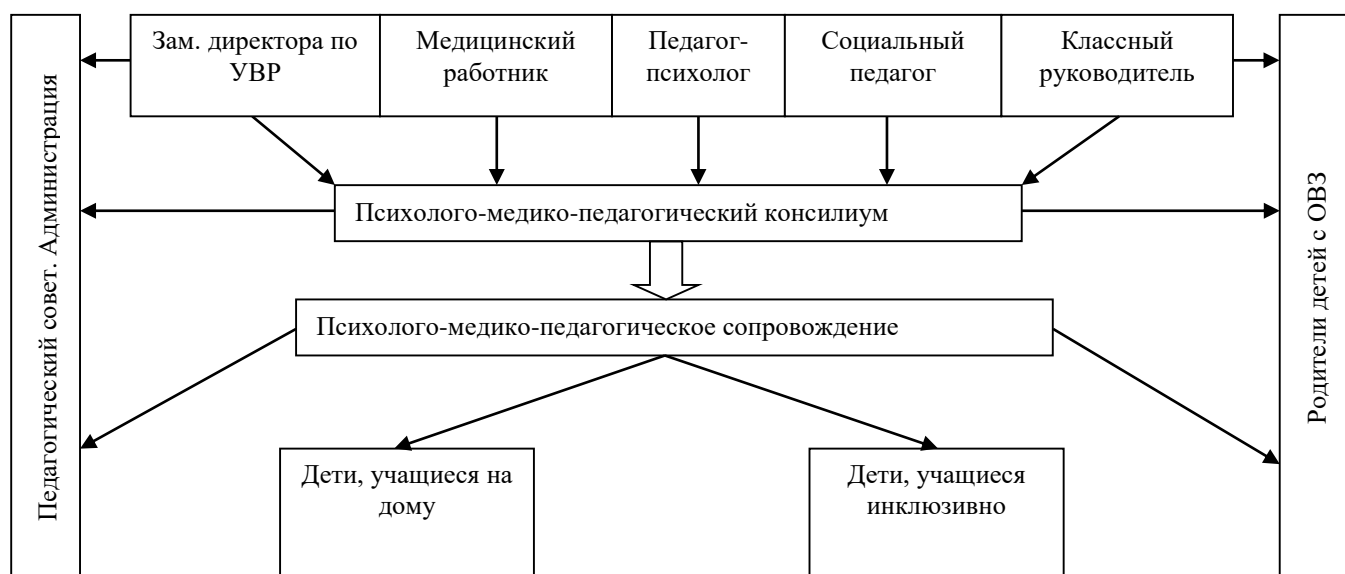 Педагогический совет. Администрация
Зам. директора по
УВР
Медицинский
работник
Педагог-
психолог
Социальный
педагог
Классный
руководитель
Родители детей с ОВЗ
Психолого-медико-педагогический консилиум
Психолого-медико-педагогическое сопровождение
Дети, учащиеся на
дому
Дети, учащиеся
инклюзивно